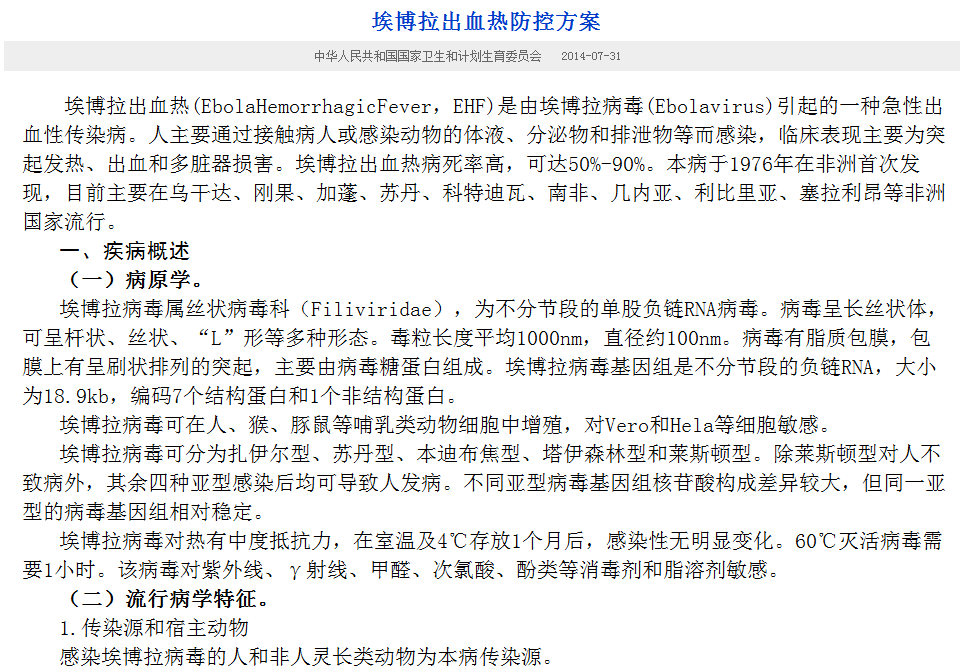 埃博拉出血热防控方案
中华人民共和国国家卫生和计划生育委员会 2014-07-31
埃博拉出血热(EbolaHemorrhagicFever，EHF)是由埃博拉病毒(Ebolavirus)引起的一种急性出
血性传染病。人主要通过接触病人或感染动物的体液、分泌物和排泄物等而感染，临床表现主要为突
起发热、出血和多脏器损害。埃博拉出血热病死率高，可达50%-90%。本病于1976年在非洲首次发
现，目前主要在乌干达、刚果、加蓬、苏丹、科特迪瓦、南非、几内亚、利比里亚、塞拉利昂等非洲
国家流行。
一、疾病概述
（一）病原学。
埃博拉病毒属丝状病毒科（Filiviridae），为不分节段的单股负链RNA病毒。病毒呈长丝状体，
可呈杆状、丝状、“L”形等多种形态。毒粒长度平均1000nm，直径约100nm。病毒有脂质包膜，包
膜上有呈刷状排列的突起，主要由病毒糖蛋白组成。埃博拉病毒基因组是不分节段的负链RNA，大小
为18.9kb，编码7个结构蛋白和1个非结构蛋白。
埃博拉病毒可在人、猴、豚鼠等哺乳类动物细胞中增殖，对Vero和Hela等细胞敏感。
埃博拉病毒可分为扎伊尔型、苏丹型、本迪布焦型、塔伊森林型和莱斯顿型。除莱斯顿型对人不
致病外，其余四种亚型感染后均可导致人发病。不同亚型病毒基因组核苷酸构成差异较大，但同一亚
型的病毒基因组相对稳定。
埃博拉病毒对热有中度抵抗力，在室温及4℃存放1个月后，感染性无明显变化。60℃灭活病毒需
要1小时。该病毒对紫外线、γ射线、甲醛、次氯酸、酚类等消毒剂和脂溶剂敏感。
（二）流行病学特征。
1.传染源和宿主动物
感染埃博拉病毒的人和非人灵长类动物为本病传染源。